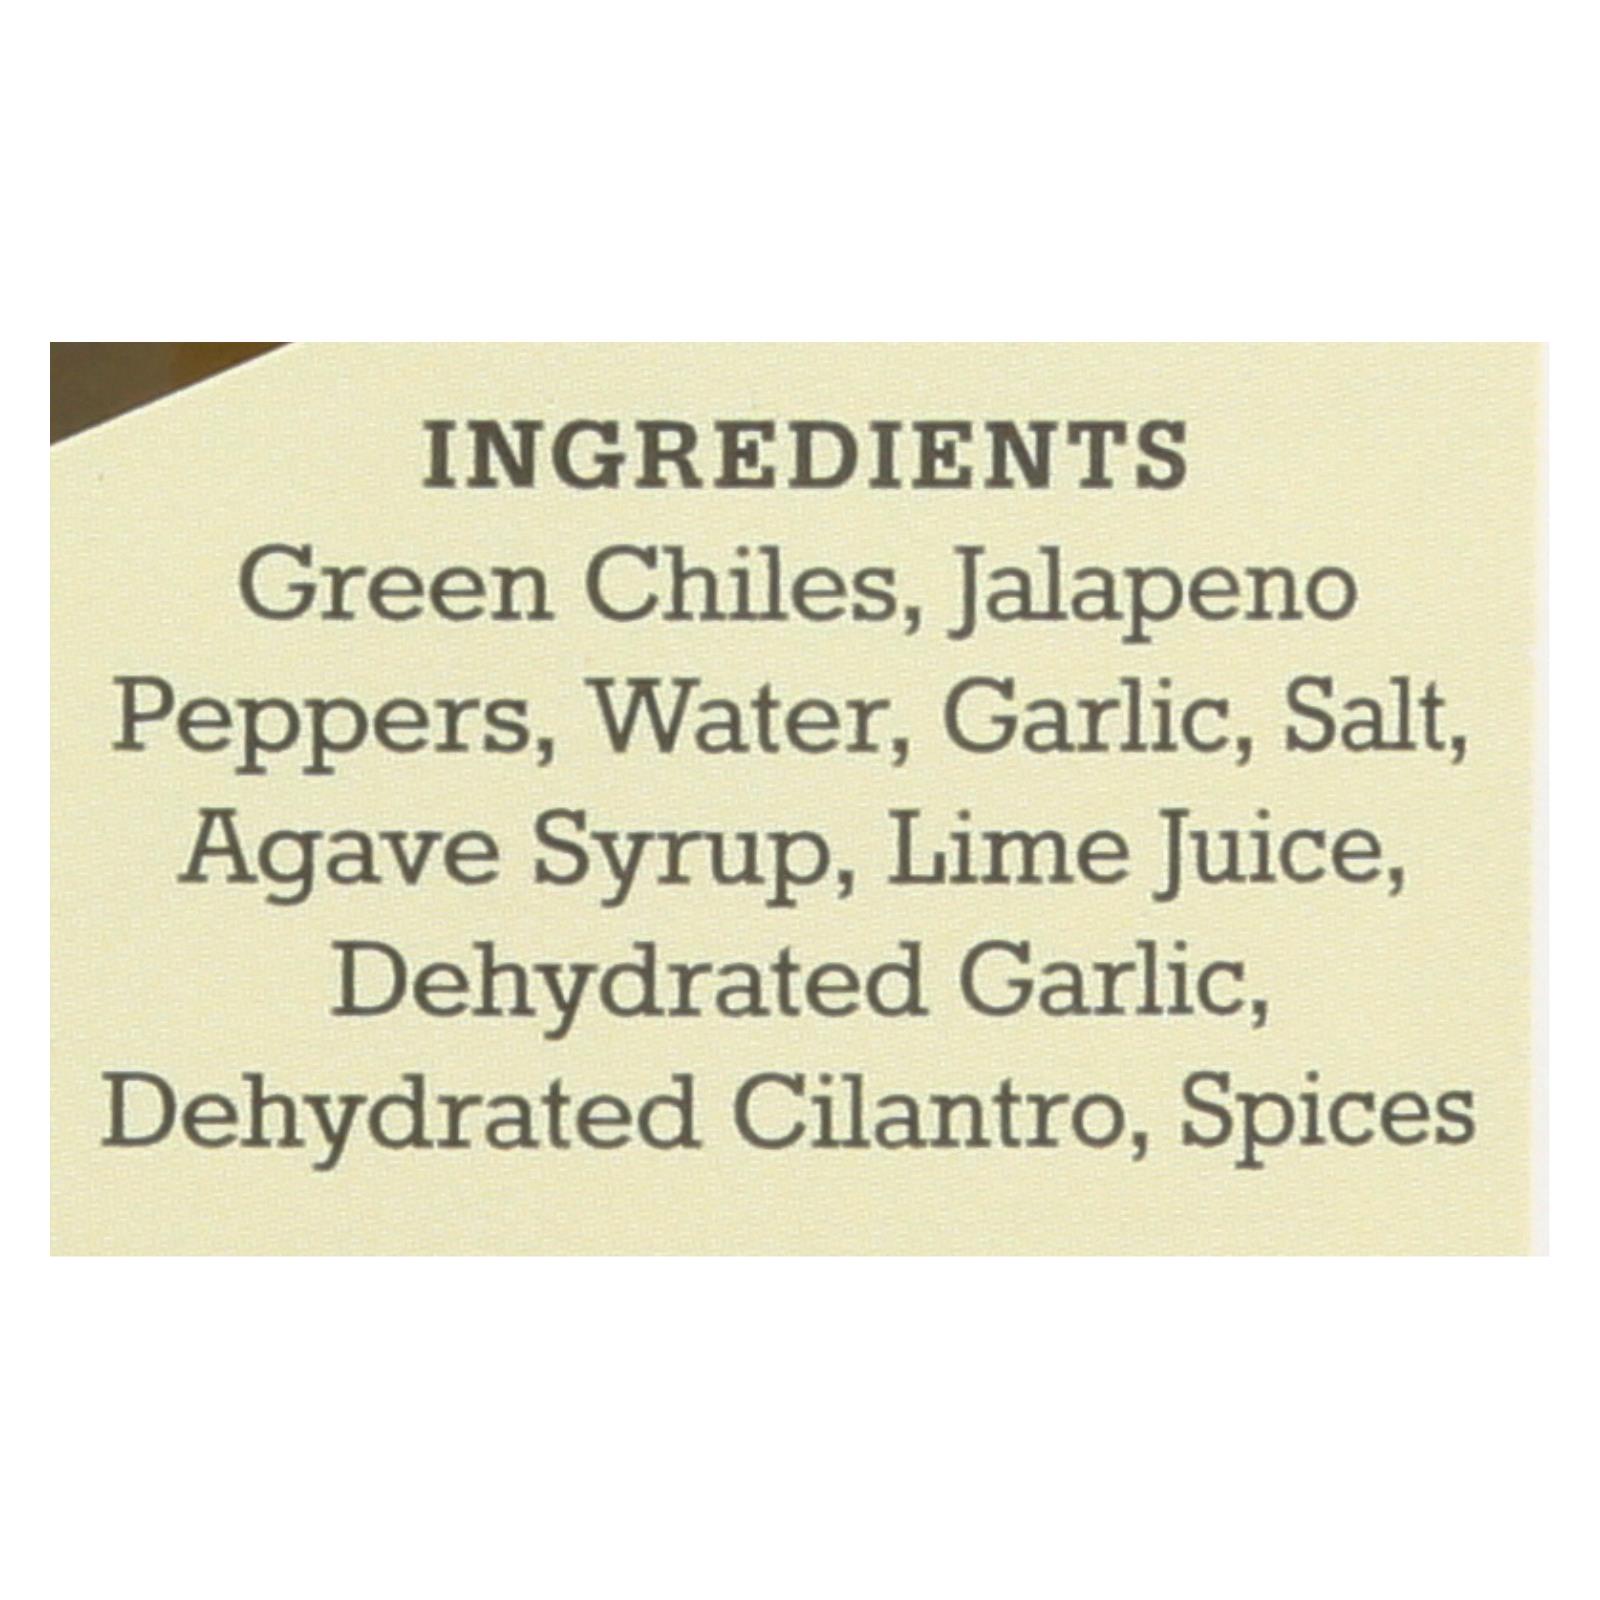 INGREDIENTS
Green Chiles, Jalapeno
Peppers, Water, Garlic, Salt,
Agave Syrup, Lime Juice,
Dehydrated Garlic,
Dehydrated Cilantro, Spices